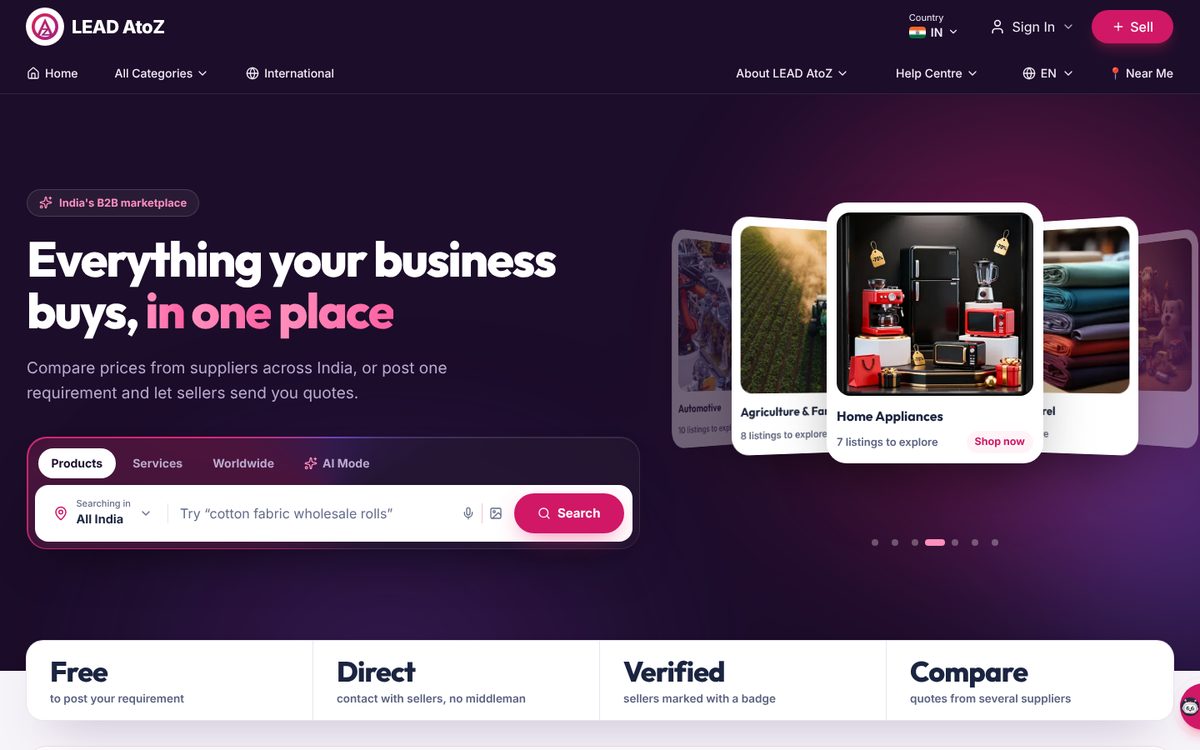 LEAD AtoZ
Country
IN
Sign In
+ Sell
Home
All Categories
International
About LEAD AtoZ
Help Centre
EN
Near Me
India's B2B marketplace
Everything your business
buys, in one place
Compare prices from suppliers across India, or post one
requirement and let sellers send you quotes.
Products
Services
Worldwide
AI Mode
Searching in
All India
Try “cotton fabric wholesale rolls”
Search
Automotive
10 listings to exp
Agriculture & Far
8 listings to explore
Home Appliances
7 listings to explore
Shop now
rel
e
Free
to post your requirement
Direct
contact with sellers, no middleman
Verified
sellers marked with a badge
Compare
quotes from several suppliers